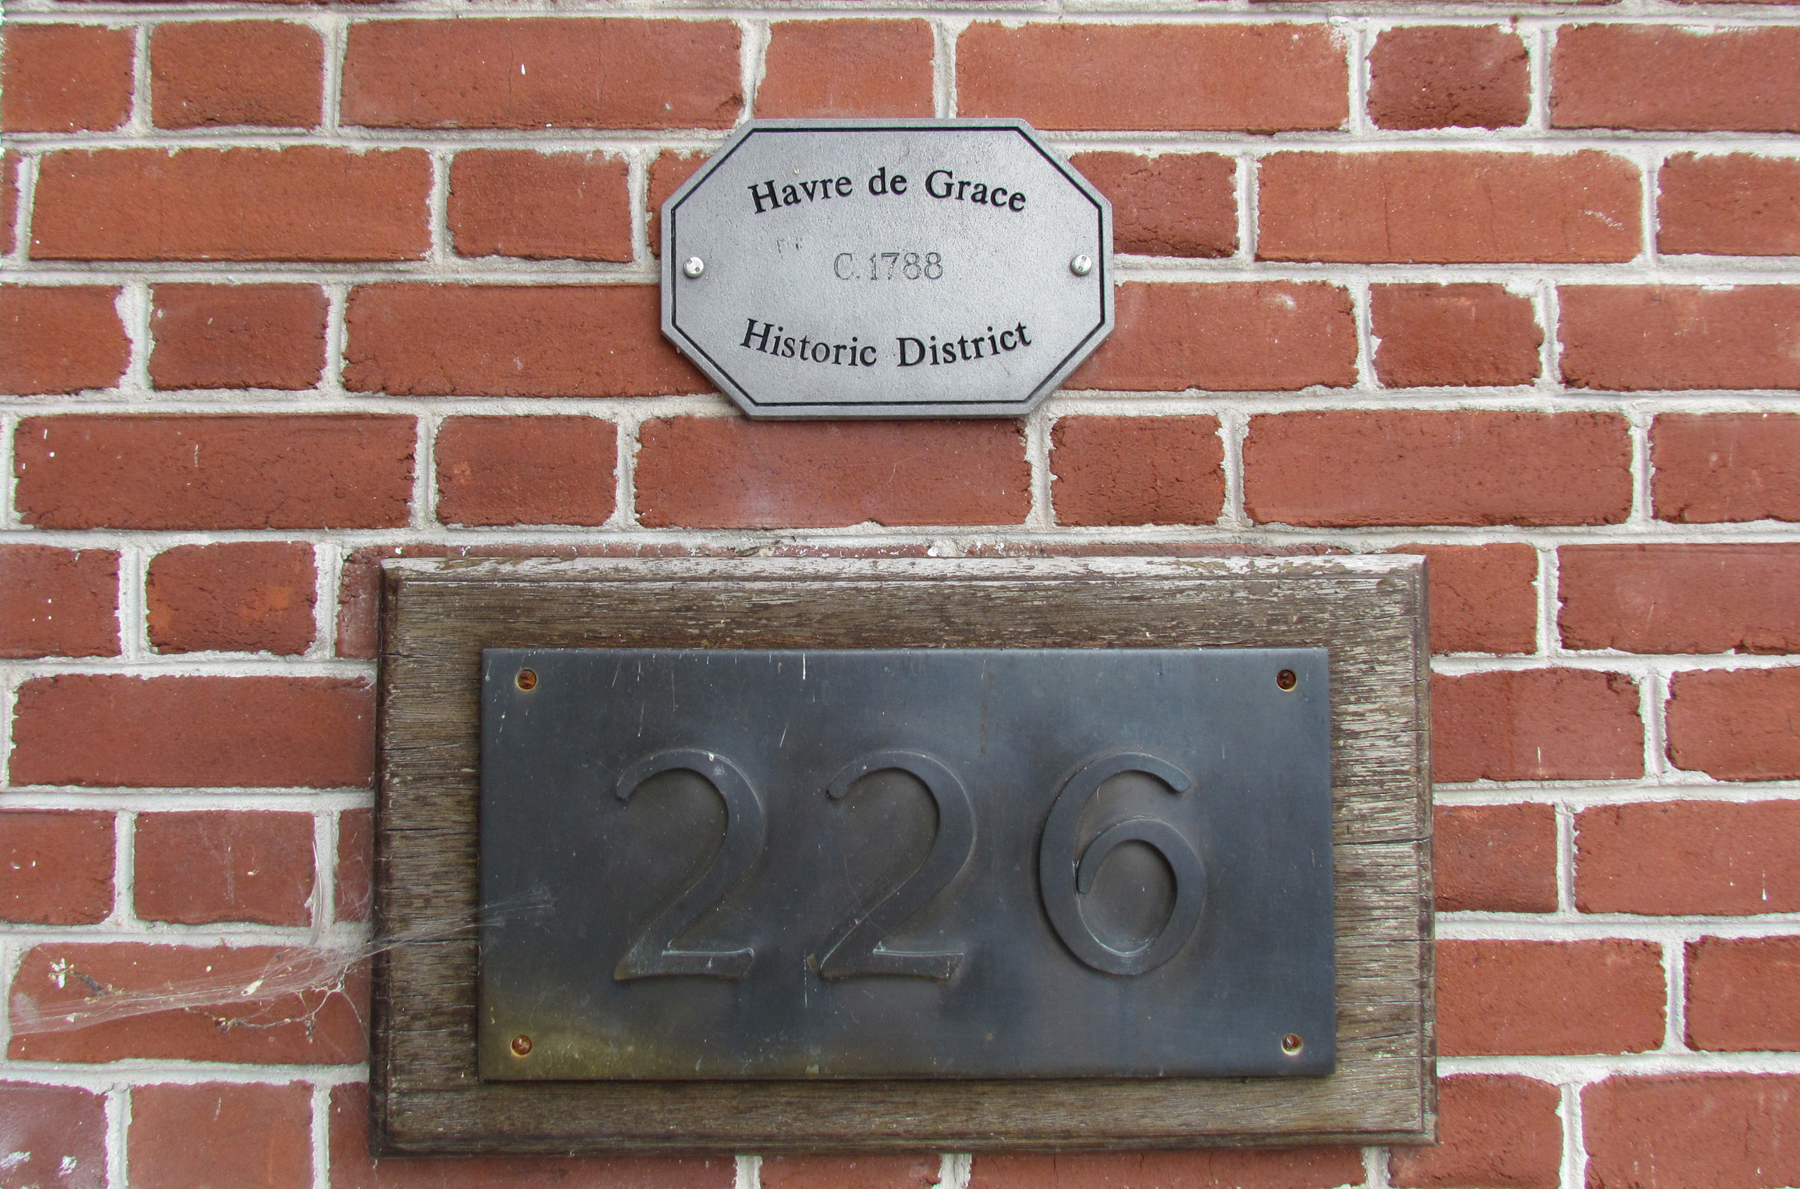 Havre de Grace
C. 1788
Historic District
226